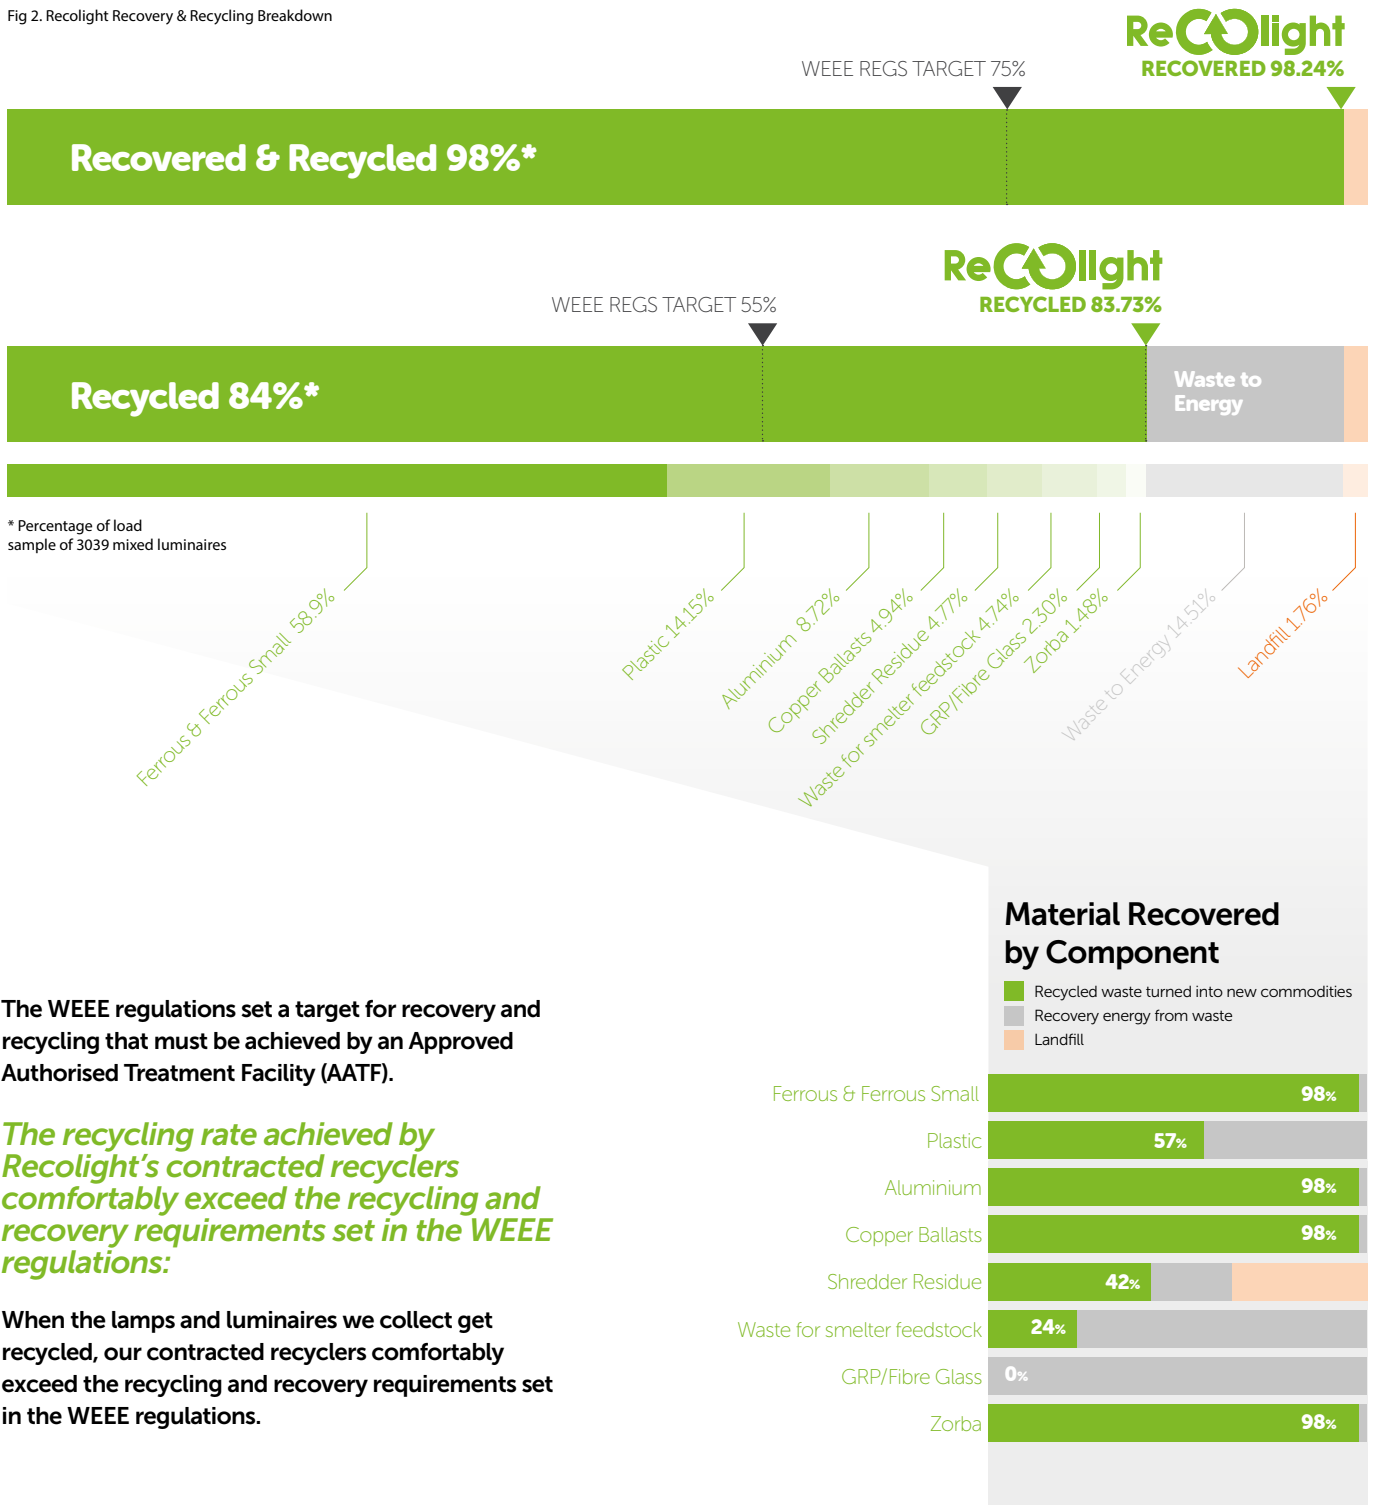 Fig 2. Recolight Recovery & Recycling Breakdown
Recolight
RECOVERED 98.24%
WEEE REGS TARGET 75%
Recovered & Recycled 98%*
Recolight
RECYCLED 83.73%
WEEE REGS TARGET 55%
Recycled 84%*
Waste to
Energy
* Percentage of load
sample of 3039 mixed luminaires
Ferrous & Ferrous Small 58.9%
Plastic 14.15%
Aluminium 8.72%
Copper Ballasts 4.94%
Shredder Residue 4.77%
Waste for smelter feedstock 4.74%
GRP/Fibre Glass 2.30%
Zorba 1.48%
Waste to Energy 14.51%
Landfill 1.76%
The WEEE regulations set a target for recovery and
recycling that must be achieved by an Approved
Authorised Treatment Facility (AATF).
The recycling rate achieved by
Recolight's contracted recyclers
comfortably exceed the recycling and
recovery requirements set in the WEEE
regulations:
When the lamps and luminaires we collect get
recycled, our contracted recyclers comfortably
exceed the recycling and recovery requirements set
in the WEEE regulations.
Material Recovered
by Component
Recycled waste turned into new commodities
Recovery energy from waste
Landfill
Ferrous & Ferrous Small 98%
Plastic 57%
Aluminium 98%
Copper Ballasts 98%
Shredder Residue 42%
Waste for smelter feedstock 24%
GRP/Fibre Glass 0%
Zorba 98%